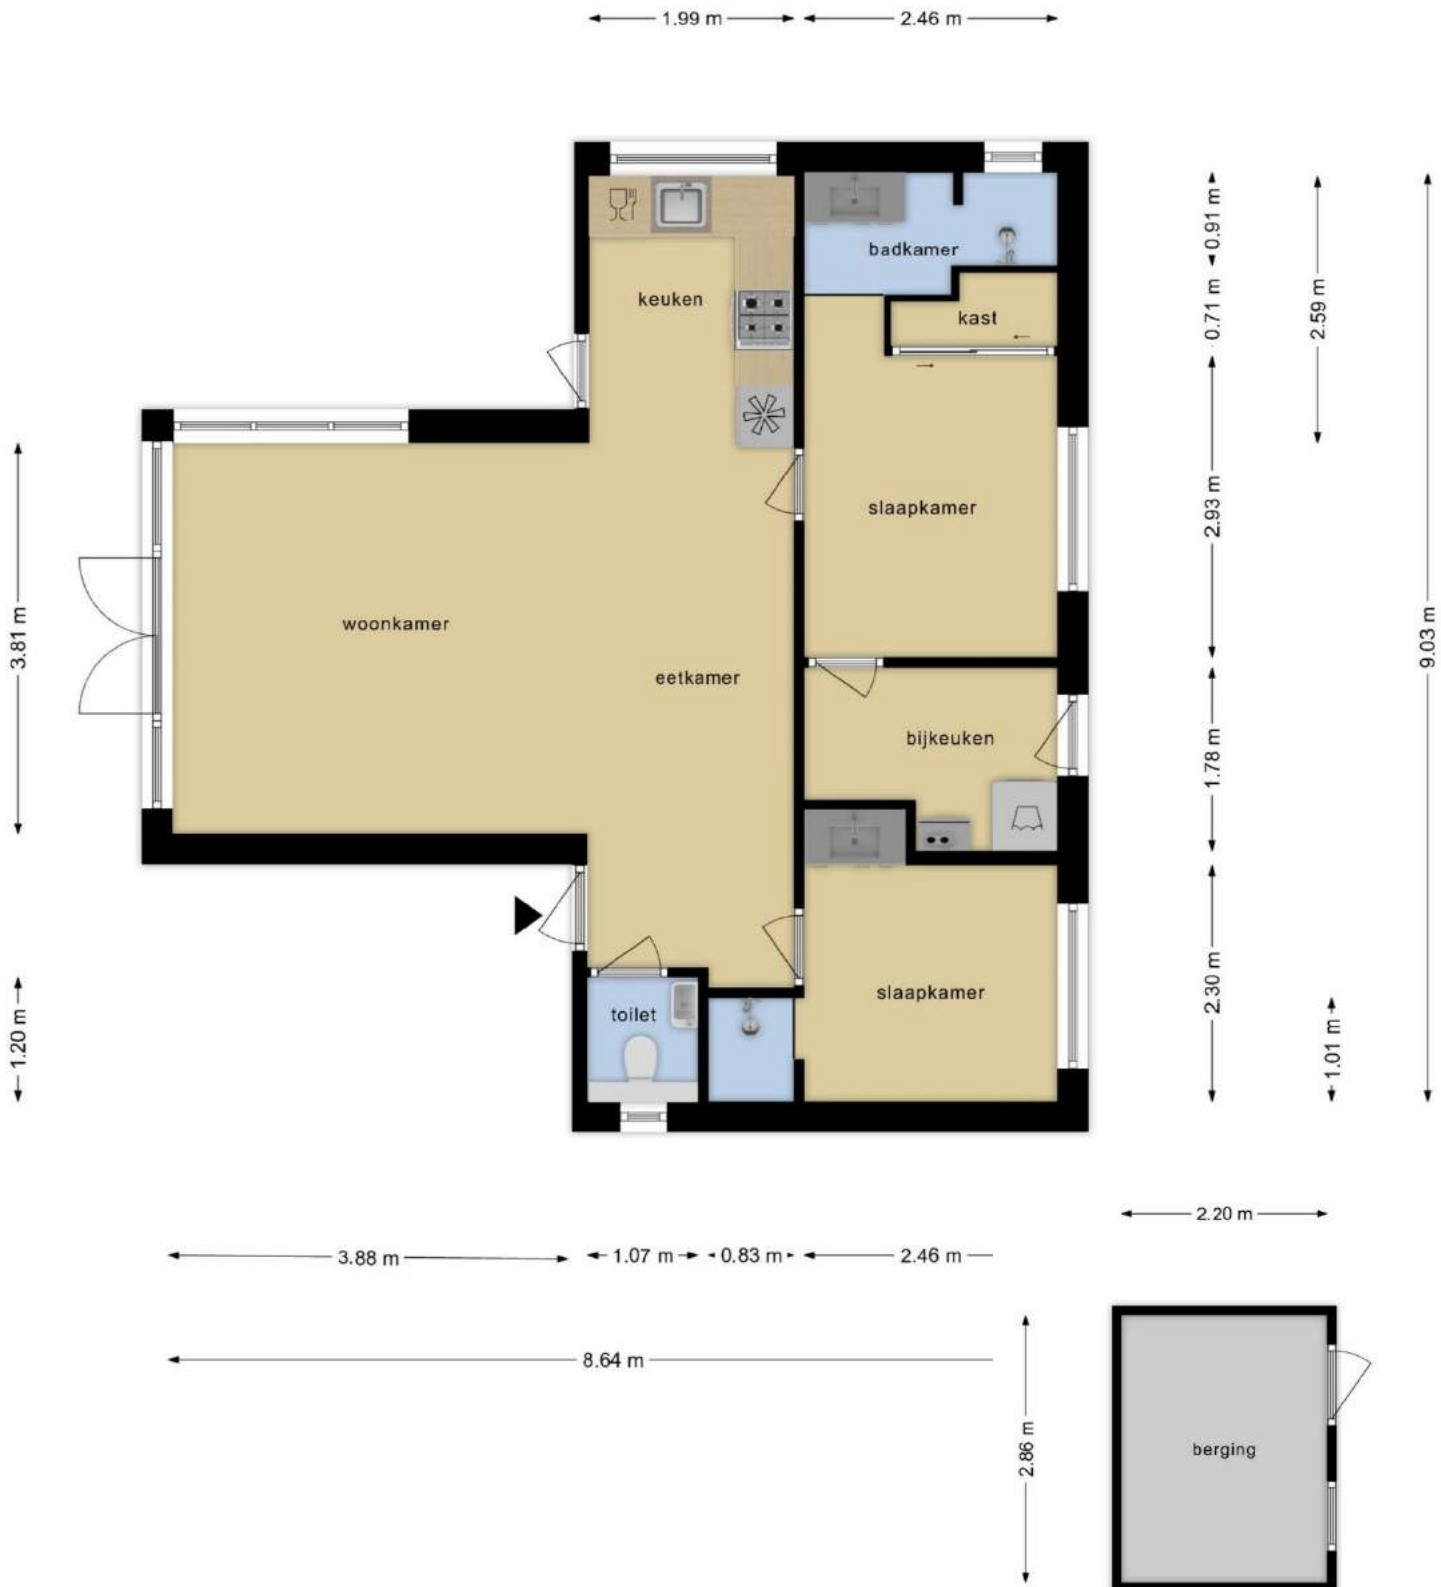 1.99 m
2.46 m
0.91 m
badkamer
keuken
kast
0.71 m
2.59 m
slaapkamer
2.93 m
woonkamer
3.81 m
eetkamer
9.03 m
bijkeuken
1.78 m
slaapkamer
2.30 m
toilet
1.20 m
1.01 m
2.20 m
3.88 m
1.07 m
0.83 m
2.46 m
8.64 m
2.86 m
berging